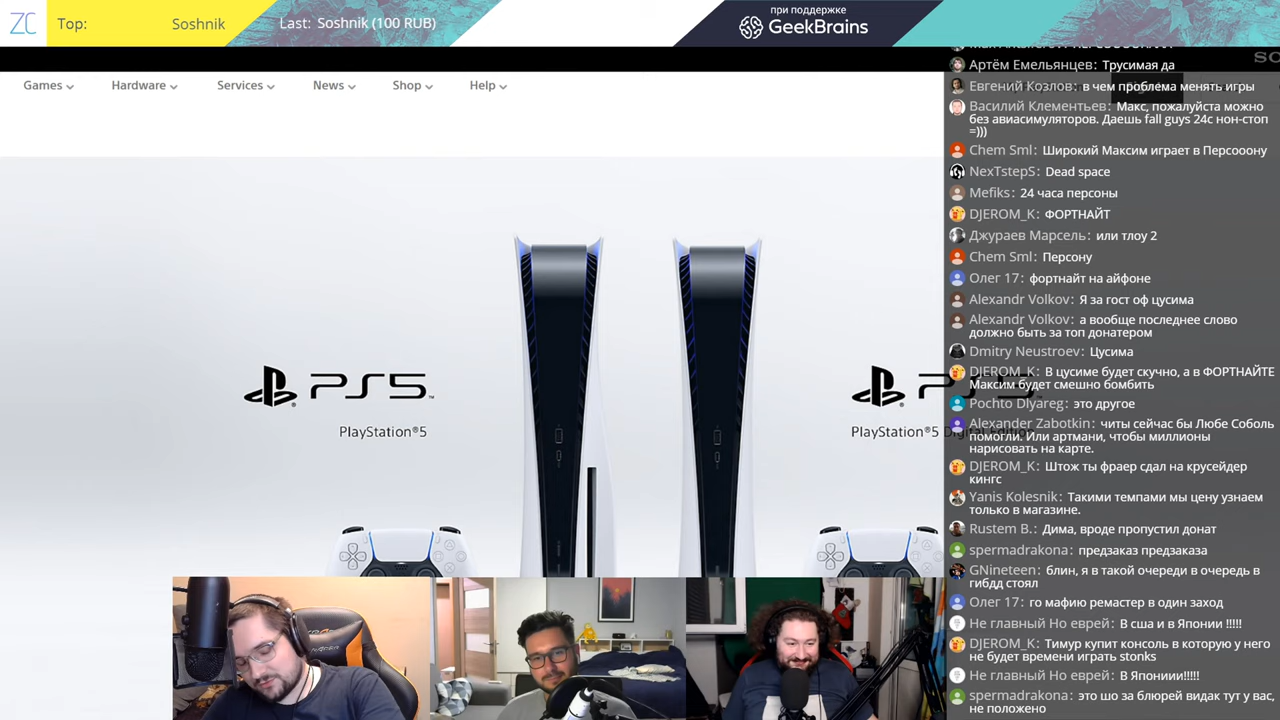 ZC
Top:
Soshnik
Last: Soshnik (100 RUB)
при поддержке
GeekBrains
Games
Hardware
Services
News
Shop
Help
PS5
PlayStation®5
PS5
PlayStation®5 Digital Edition
Артём Емельянцев: Трусимая да
Евгений Козлов: в чем проблема менять игры
Василий Клементьев: Макс, пожалуйста можно
без авиасимуляторов. Даешь fall guys 24с нон-стоп
=)))
Chem Sml: Широкий Максим играет в Персооону
NexTstepS: Dead space
Mefiks: 24 часа персоны
DJEROM_K: ФОРТНАЙТ
Джураев Марсель: или тлоу 2
Chem Sml: Персону
Олег 17: фортнайт на айфоне
Alexandr Volkov: Я за гост оф цусима
Alexandr Volkov: а вообще последнее слово
должно быть за топ донатером
Dmitry Neustroev: Цусима
DJEROM_K: В цусиме будет скучно, а в ФОРТНАЙТЕ
Максим будет смешно бомбить
Pochto Dlyareg: это другое
Alexander Zabotkin: читы сейчас бы Любе Соболь
помогли. Или артмани, чтобы миллионы
нарисовать на карте.
DJEROM_K: Штож ты фраер сдал на крусейдер
кингс
Yanis Kolesnik: Такими темпами мы цену узнаем
только в магазине.
Rustem B.: Дима, вроде пропустил донат
spermadrakona: предзаказ предзаказа
GNineteen: блин, я в такой очереди в очередь в
гибдд стоял
Олег 17: го мафию ремастер в один заход
Не главный Но еврей: В сша и в Японии !!!!!
DJEROM_K: Тимур купит консоль в которую у него
не будет времени играть stonks
Не главный Но еврей: В Япониии!!!!!
spermadrakona: это шо за блюрей видак тут у вас,
не положено